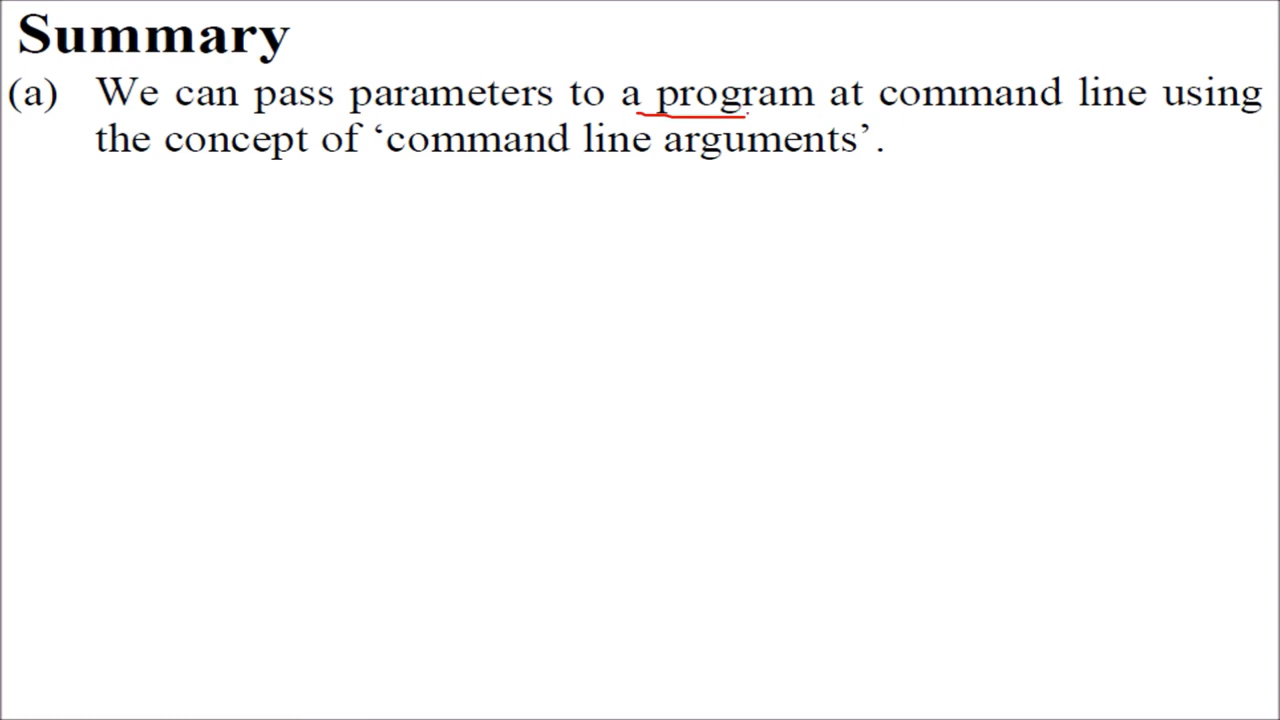 Summary
(a) We can pass parameters to a program at command line using
the concept of ‘command line arguments’.